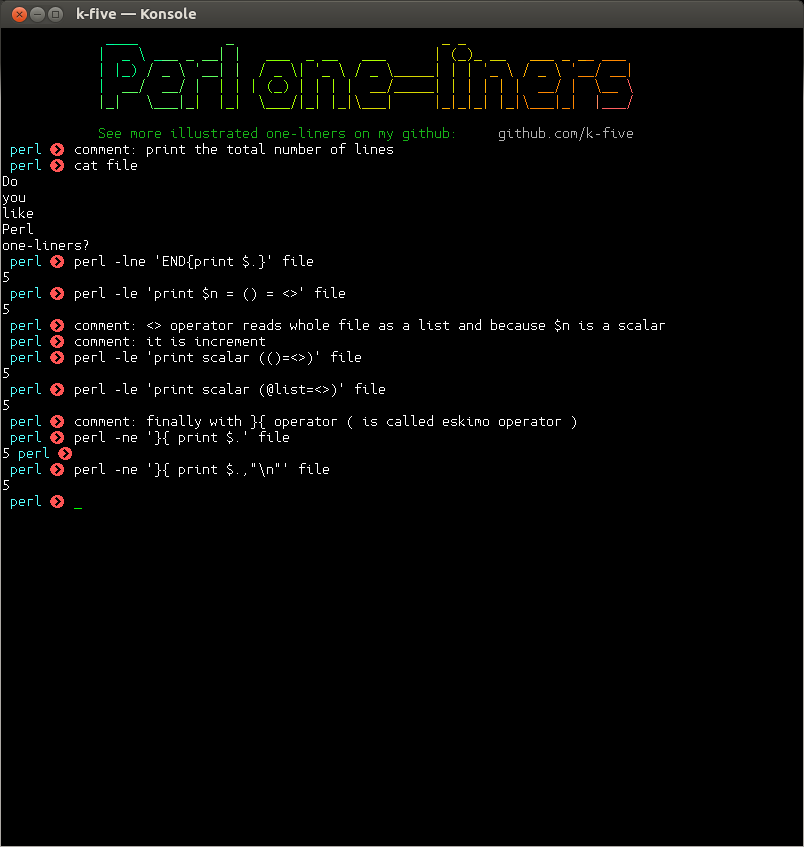 k-five — Konsole
Perl one-liners
See more illustrated one-liners on my github: github.com/k-five
perl comment: print the total number of lines
perl cat file
Do
you
like
Perl
one-liners?
perl perl -lne 'END{print $.}' file
5
perl perl -le 'print $n = () = <>' file
5
perl comment: <> operator reads whole file as a list and because $n is a scalar
perl comment: it is increment
perl perl -le 'print scalar (()=<>)' file
5
perl perl -le 'print scalar (@list=<>)' file
5
perl comment: finally with }{ operator ( is called eskimo operator )
perl perl -ne '}{ print $.' file
5 perl
perl perl -ne '}{ print $.,"\n"' file
5
perl _